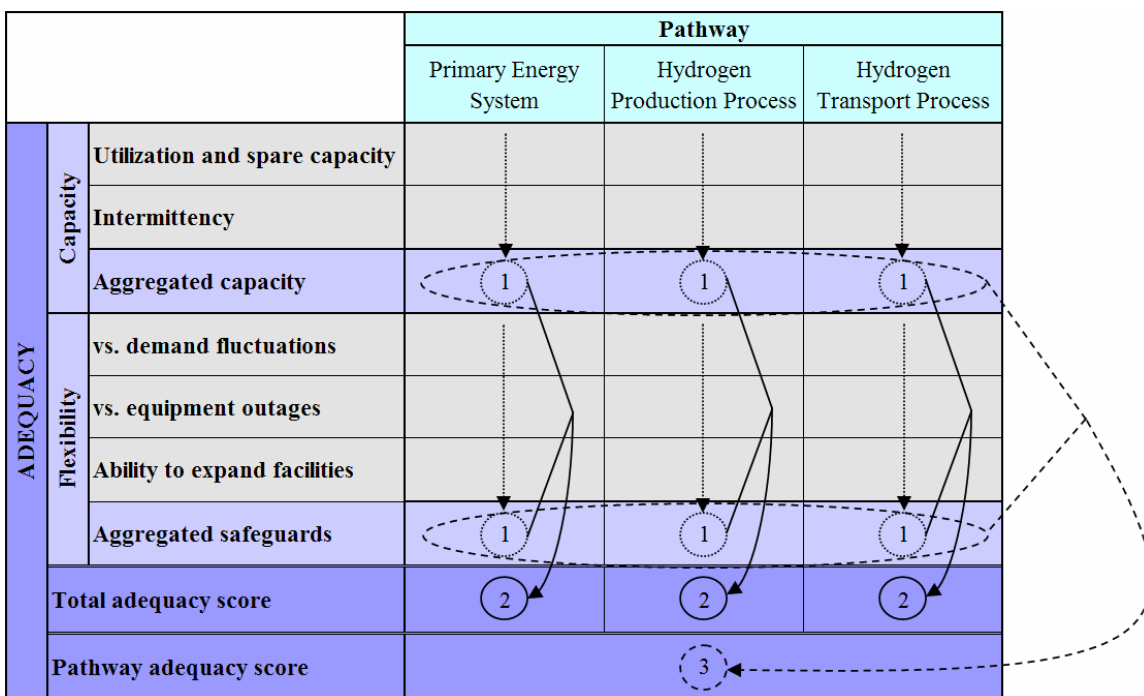 Pathway
Primary Energy
System
Hydrogen
Production Process
Hydrogen
Transport Process
ADEQUACY
Capacity
Utilization and spare capacity
Intermittency
Aggregated capacity
1
1
1
Flexibility
vs. demand fluctuations
vs. equipment outages
Ability to expand facilities
Aggregated safeguards
1
1
1
Total adequacy score
2
2
2
Pathway adequacy score
3